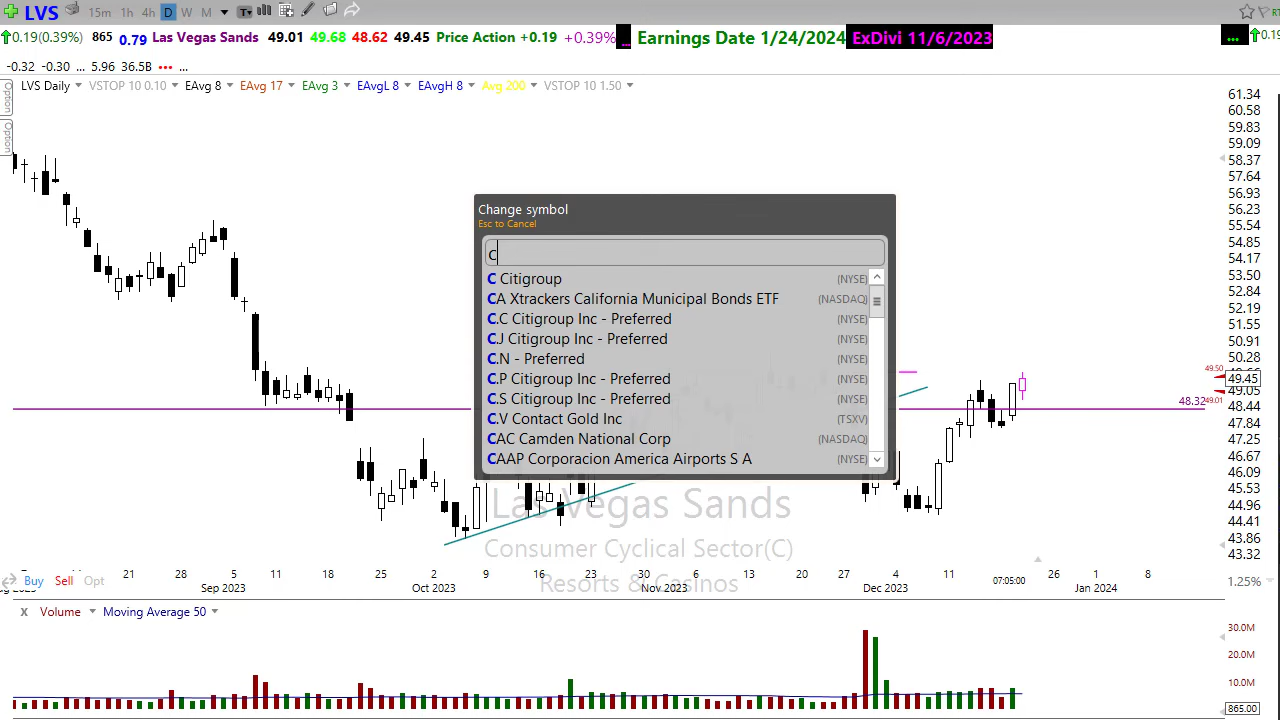 LVS 15m 1h 4h D W M T
0.19(0.39%) 865 0.79 Las Vegas Sands 49.01 49.68 48.62 49.45 Price Action +0.19 +0.39% ... Earnings Date 1/24/2024 ExDivi 11/6/2023 ... 0.19
-0.32 -0.30 ... 5.96 36.5B ••• ...
LVS Daily VSTOP 10 0.10 EAvg 8 EAvg 17 EAvg 3 EAvgL 8 EAvgH 8 Avg 200 VSTOP 10 1.50
Option
Option
Change symbol
Esc to Cancel
C
C Citigroup (NYSE)
CA Xtrackers California Municipal Bonds ETF (NASDAQ)
C.C Citigroup Inc - Preferred (NYSE)
C.J Citigroup Inc - Preferred (NYSE)
C.N - Preferred (NYSE)
C.P Citigroup Inc - Preferred (NYSE)
C.S Citigroup Inc - Preferred (NYSE)
C.V Contact Gold Inc (TSXV)
CAC Camden National Corp (NASDAQ)
CAAP Corporacion America Airports S A (NYSE)
Las Vegas Sands
Consumer Cyclical Sector(C)
Resorts & Casinos
61.34
60.58
59.83
59.09
58.37
57.64
56.93
56.23
55.54
54.85
54.17
53.50
52.84
52.19
51.55
50.91
50.28
49.50
49.45
49.05
48.32 49.01
48.44
47.84
47.25
46.67
46.09
45.53
44.96
44.41
43.86
43.32
1.25%
Buy Sell Opt
21 28 5 11 18 25 2 9 16 23 6 13 20 27 4 11 07:05:00 26 1 8
Sep 2023 Oct 2023 Nov 2023 Dec 2023 Jan 2024
X Volume Moving Average 50
30.0M
20.0M
10.0M
865.00